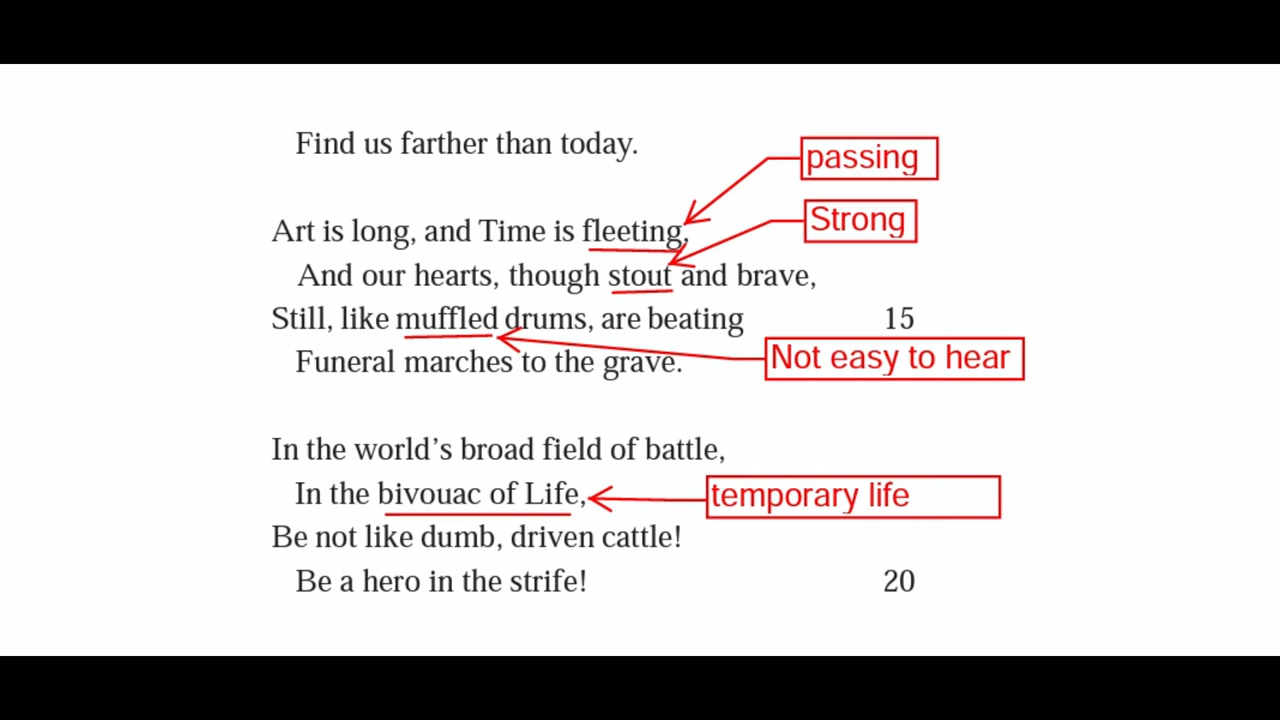 Find us farther than today.
passing
Art is long, and Time is fleeting,
Strong
And our hearts, though stout and brave,
Still, like muffled drums, are beating 15
Not easy to hear
Funeral marches to the grave.
In the world’s broad field of battle,
In the bivouac of Life,
temporary life
Be not like dumb, driven cattle!
Be a hero in the strife! 20